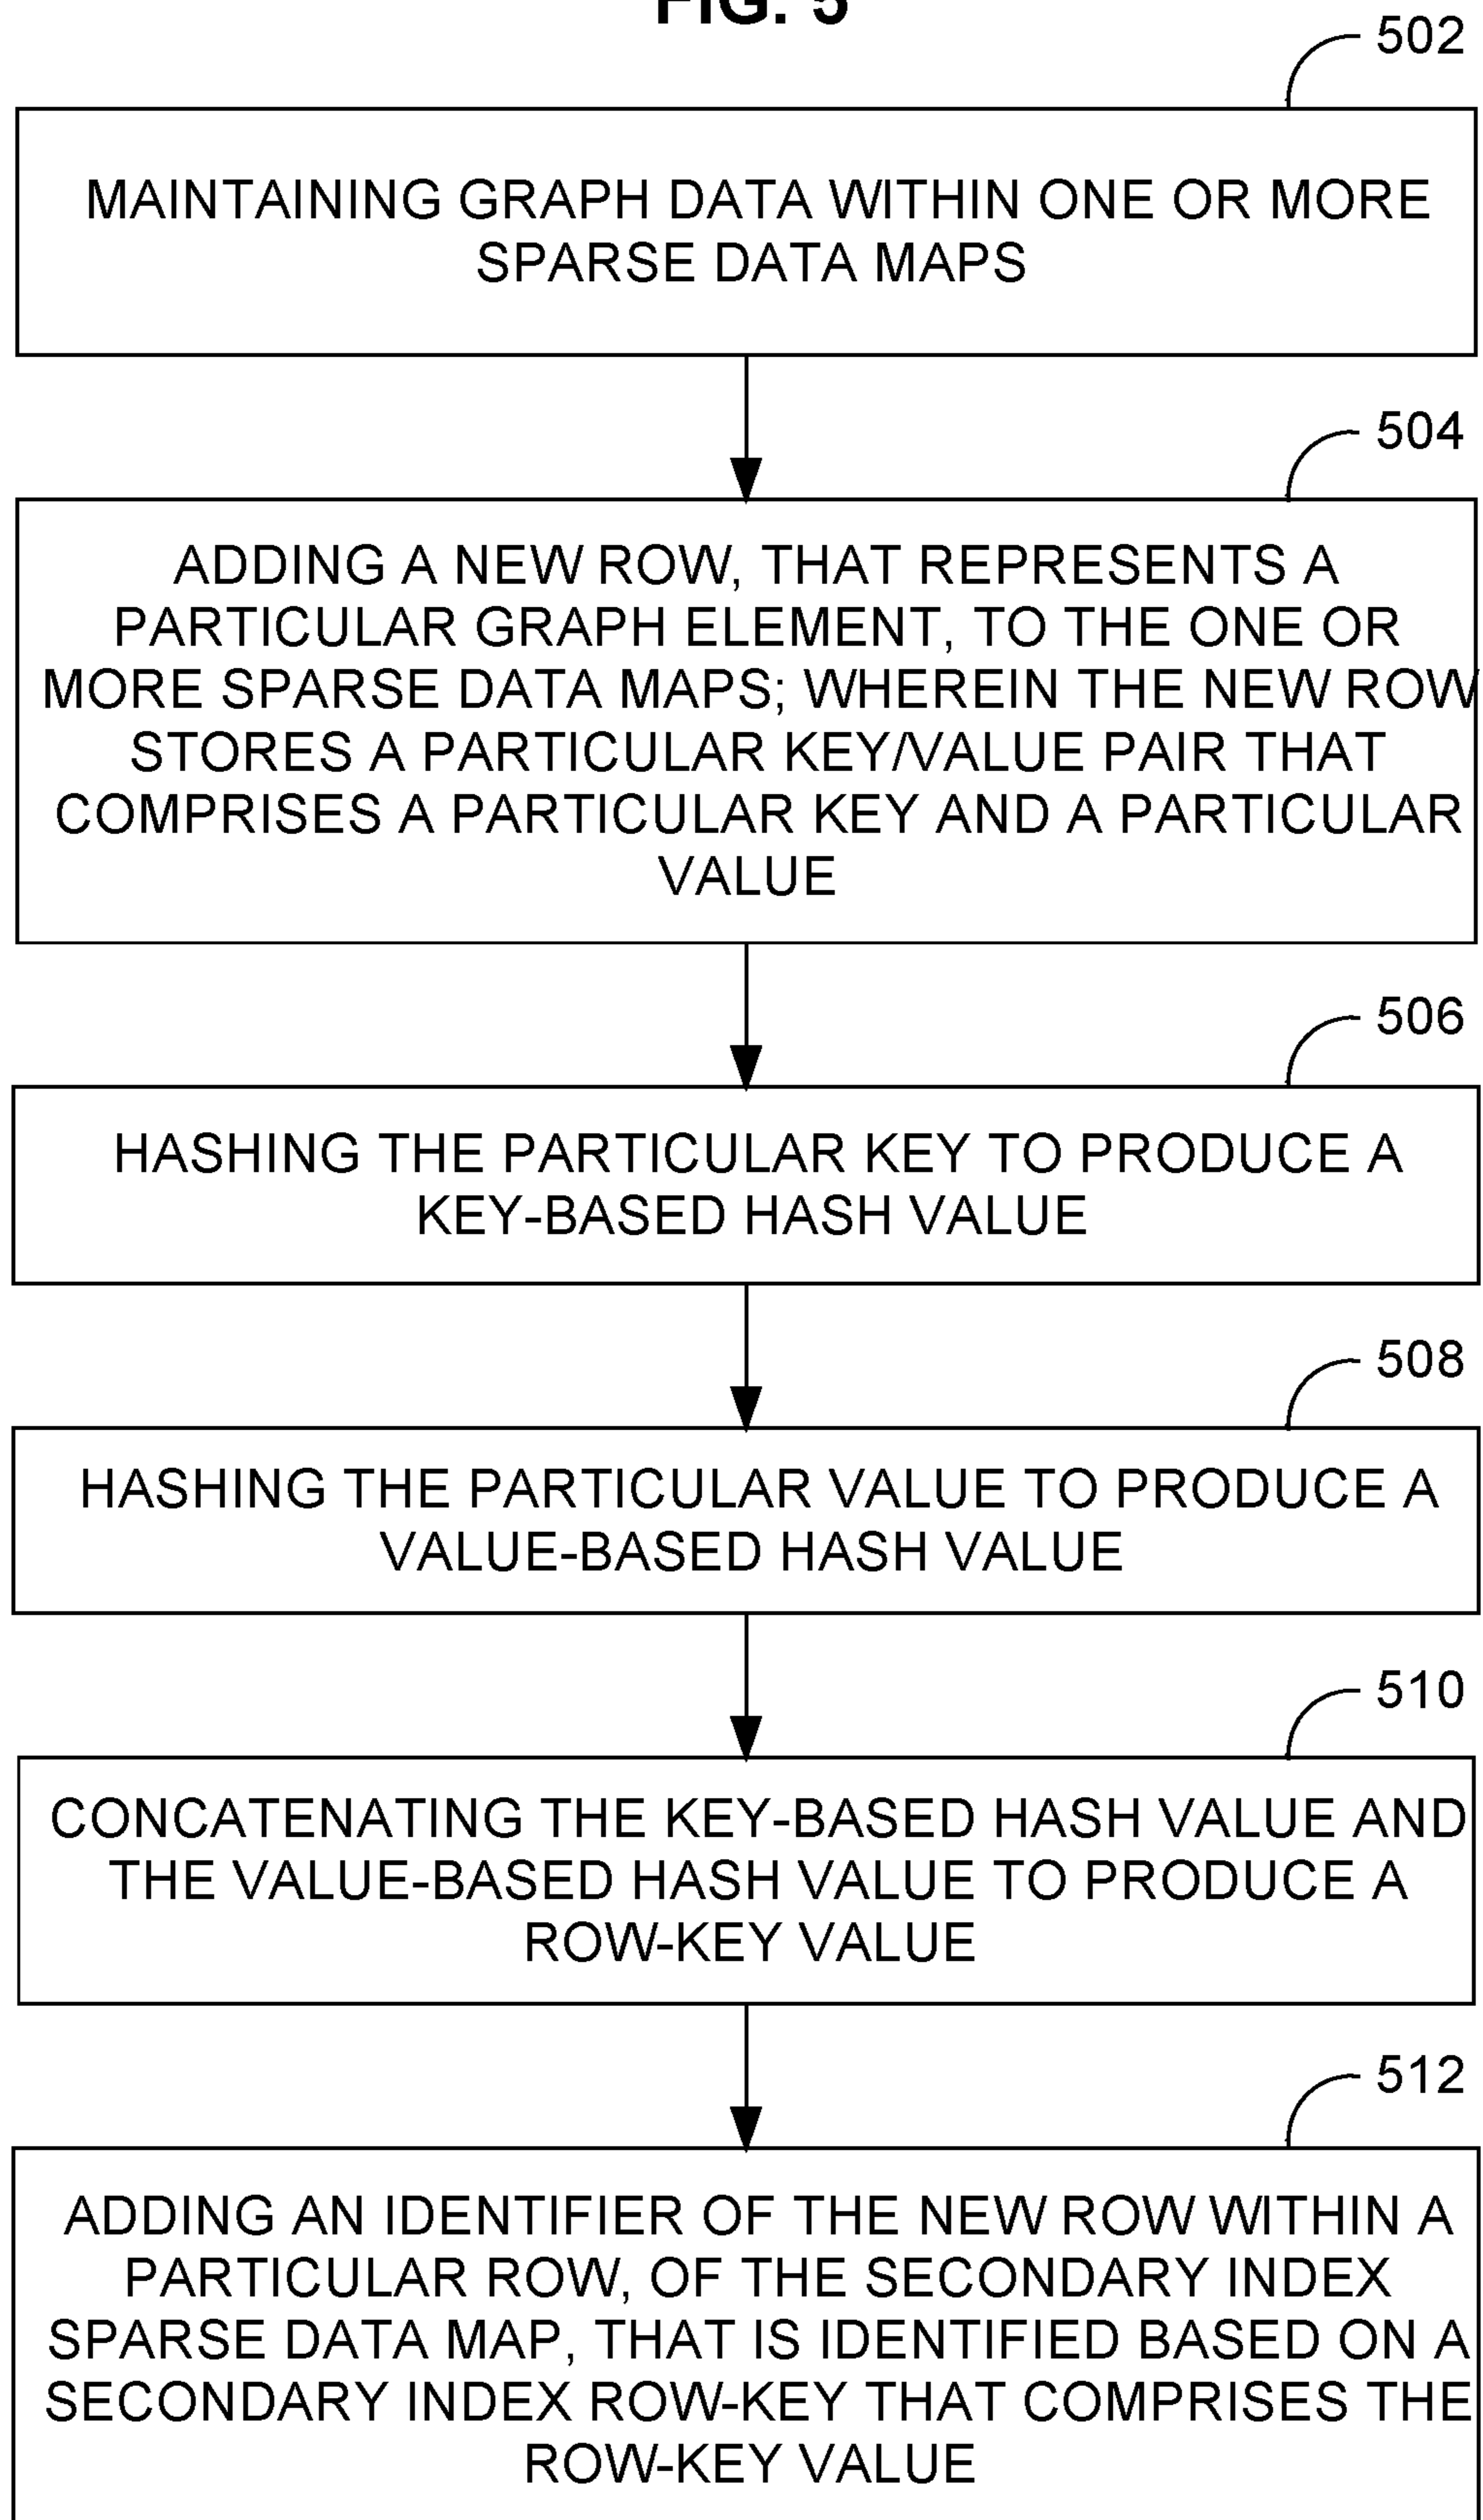 FIG. 5
502
MAINTAINING GRAPH DATA WITHIN ONE OR MORE
SPARSE DATA MAPS
504
ADDING A NEW ROW, THAT REPRESENTS A
PARTICULAR GRAPH ELEMENT, TO THE ONE OR
MORE SPARSE DATA MAPS; WHEREIN THE NEW ROW
STORES A PARTICULAR KEY/VALUE PAIR THAT
COMPRISES A PARTICULAR KEY AND A PARTICULAR
VALUE
506
HASHING THE PARTICULAR KEY TO PRODUCE A
KEY-BASED HASH VALUE
508
HASHING THE PARTICULAR VALUE TO PRODUCE A
VALUE-BASED HASH VALUE
510
CONCATENATING THE KEY-BASED HASH VALUE AND
THE VALUE-BASED HASH VALUE TO PRODUCE A
ROW-KEY VALUE
512
ADDING AN IDENTIFIER OF THE NEW ROW WITHIN A
PARTICULAR ROW, OF THE SECONDARY INDEX
SPARSE DATA MAP, THAT IS IDENTIFIED BASED ON A
SECONDARY INDEX ROW-KEY THAT COMPRISES THE
ROW-KEY VALUE